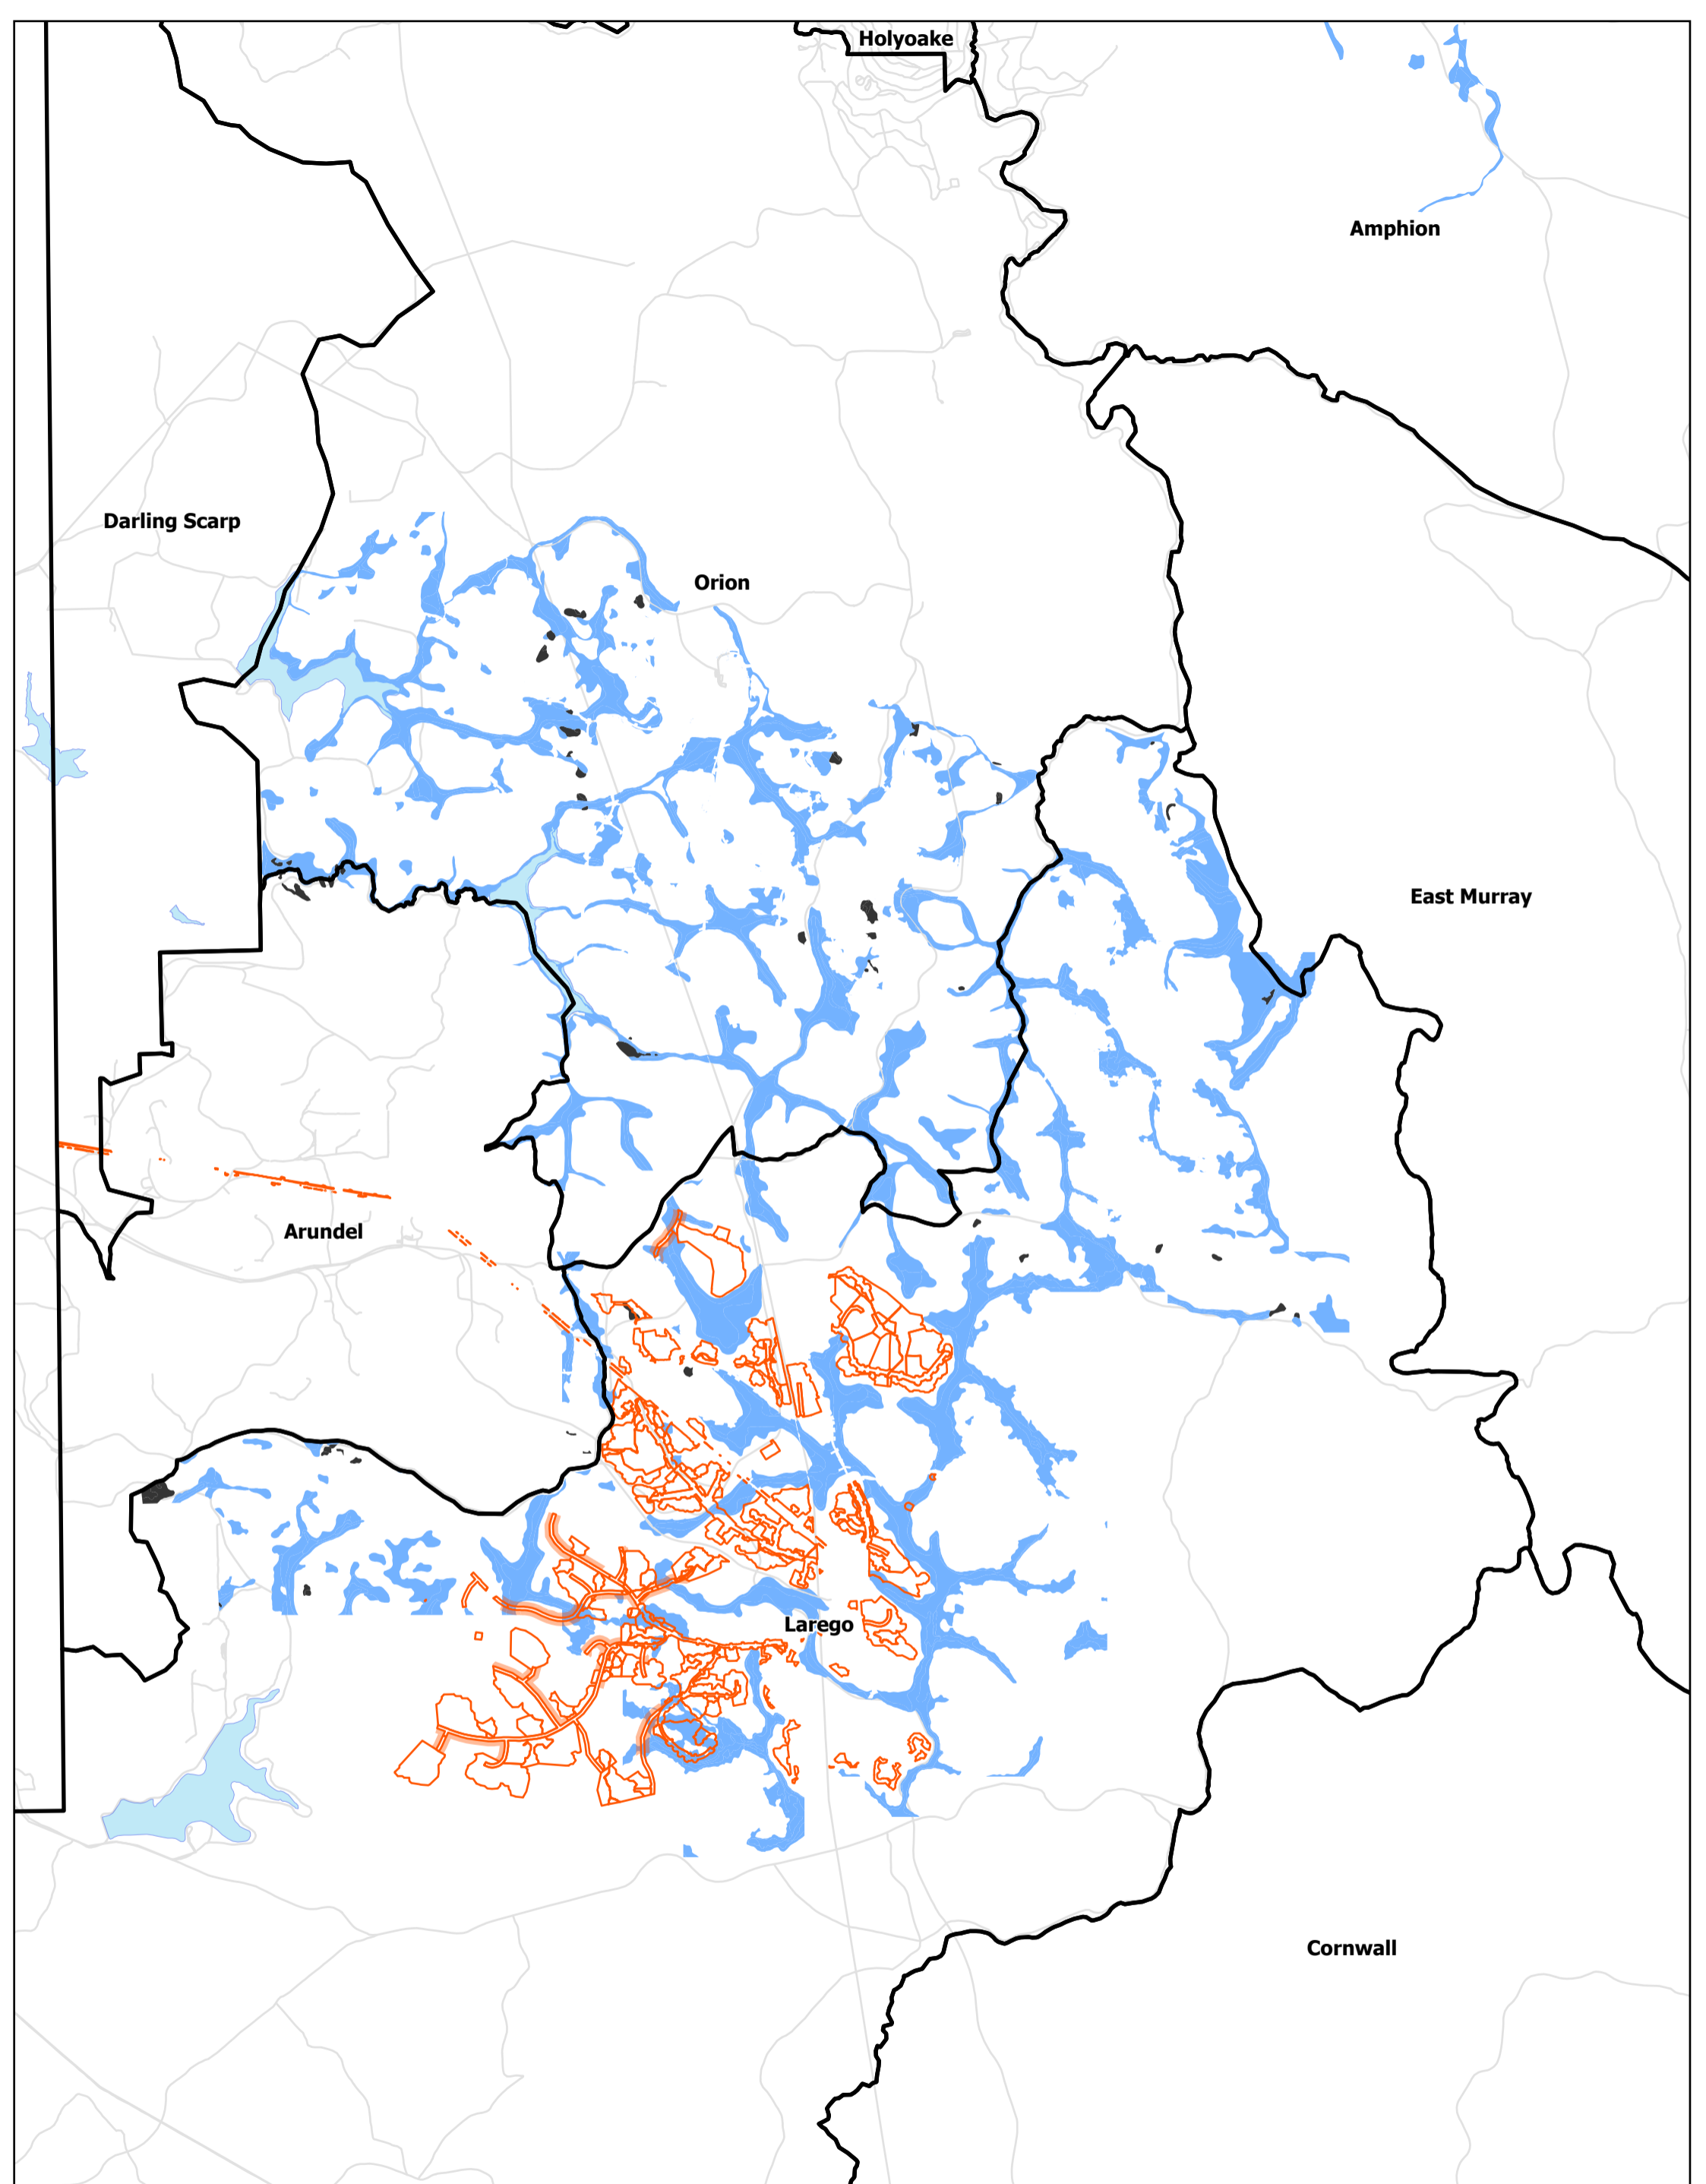 Holyoake
Amphion
Darling Scarp
Orion
East Murray
Arundel
Larego
Cornwall